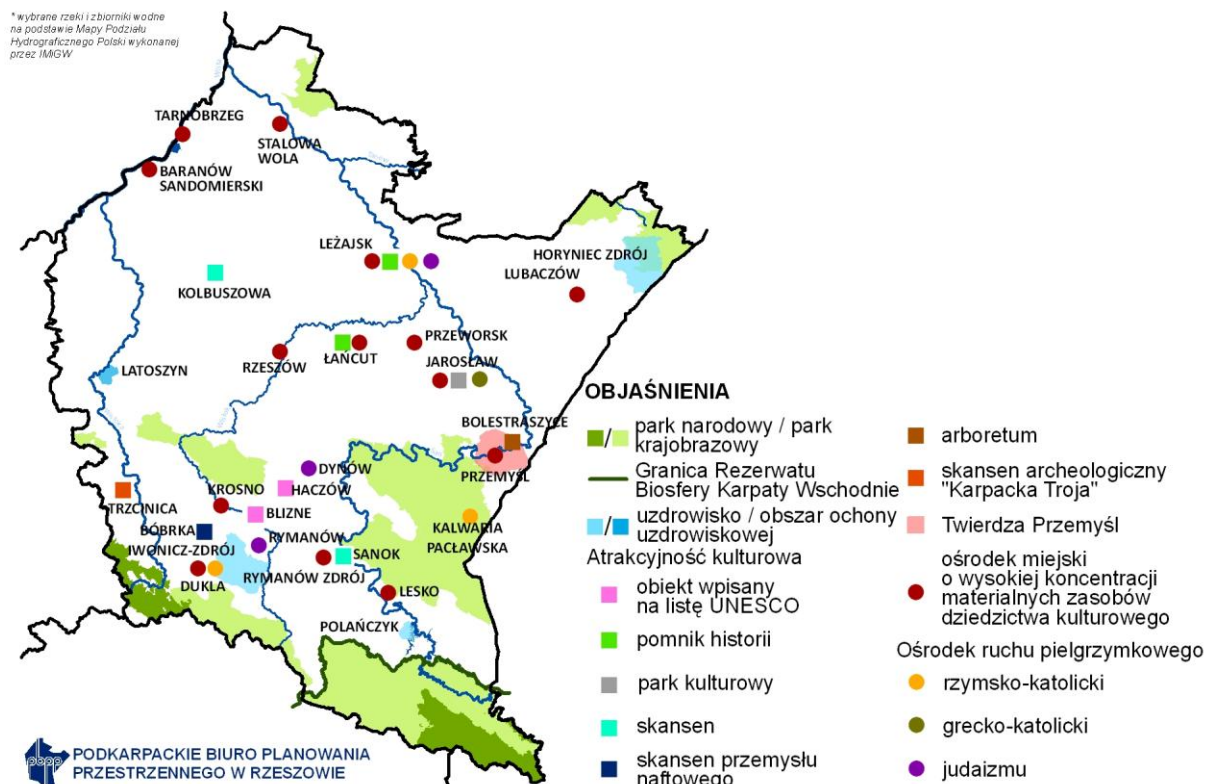 * wybrane rzeki i zbiorniki wodne
na podstawie Mapy Podziału
Hydrograficznego Polski wykonanej
przez IMiGW
TARNOBRZEG
STALOWA
WOLA
BARANÓW
SANDOMIERSKI
LEŻAJSK
HORYNIEC ZDRÓJ
LUBACZÓW
KOLBUSZOWA
PRZEWORSK
ŁAŃCUT
RZESZÓW
JAROSŁAW
LATOSZYN
BOLESTRASZYCE
PRZEMYŚL
DYNÓW
KROSNO
HACZÓW
TRZCINICA
BLIZNE
BÓBRKA
RYMANÓW
KALWARIA
PACŁAWSKA
IWONICZ-ZDRÓJ
SANOK
DUKLA
RYMANÓW ZDRÓJ
LESKO
POLAŃCZYK
OBJAŚNIENIA
/ park narodowy / park
krajobrazowy
Granica Rezerwatu
Biosfery Karpaty Wschodnie
/ uzdrowisko / obszar ochony
uzdrowiskowej
Atrakcyjność kulturowa
obiekt wpisany
na listę UNESCO
pomnik historii
park kulturowy
skansen
skansen przemysłu
naftowego
arboretum
skansen archeologiczny
"Karpacka Troja"
Twierdza Przemyśl
ośrodek miejski
o wysokiej koncentracji
materialnych zasobów
dziedzictwa kulturowego
Ośrodek ruchu pielgrzymkowego
rzymsko-katolicki
grecko-katolicki
judaizmu
pbpp
PODKARPACKIE BIURO PLANOWANIA
PRZESTRZENNEGO W RZESZOWIE